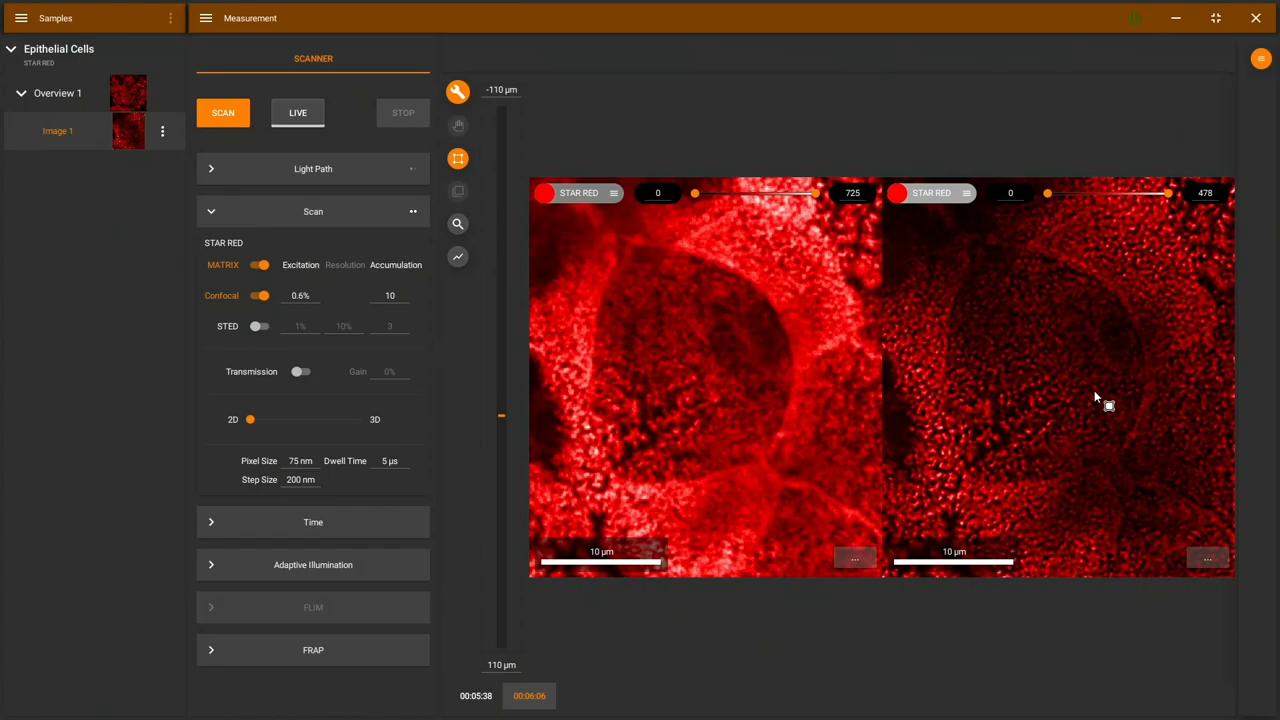 Samples
Measurement
Epithelial Cells
STAR RED
Overview 1
Image 1
SCANNER
SCAN
LIVE
STOP
Light Path
Scan
STAR RED
MATRIX Excitation Resolution Accumulation
Confocal 0.6% 10
STED 1% 10% 3
Transmission Gain 0%
2D 3D
Pixel Size 75 nm Dwell Time 5 µs
Step Size 200 nm
Time
Adaptive Illumination
FLIM
FRAP
-110 µm
110 µm
00:05:38 00:06:06
STAR RED 0 725
10 µm
...
STAR RED 0 478
10 µm
...